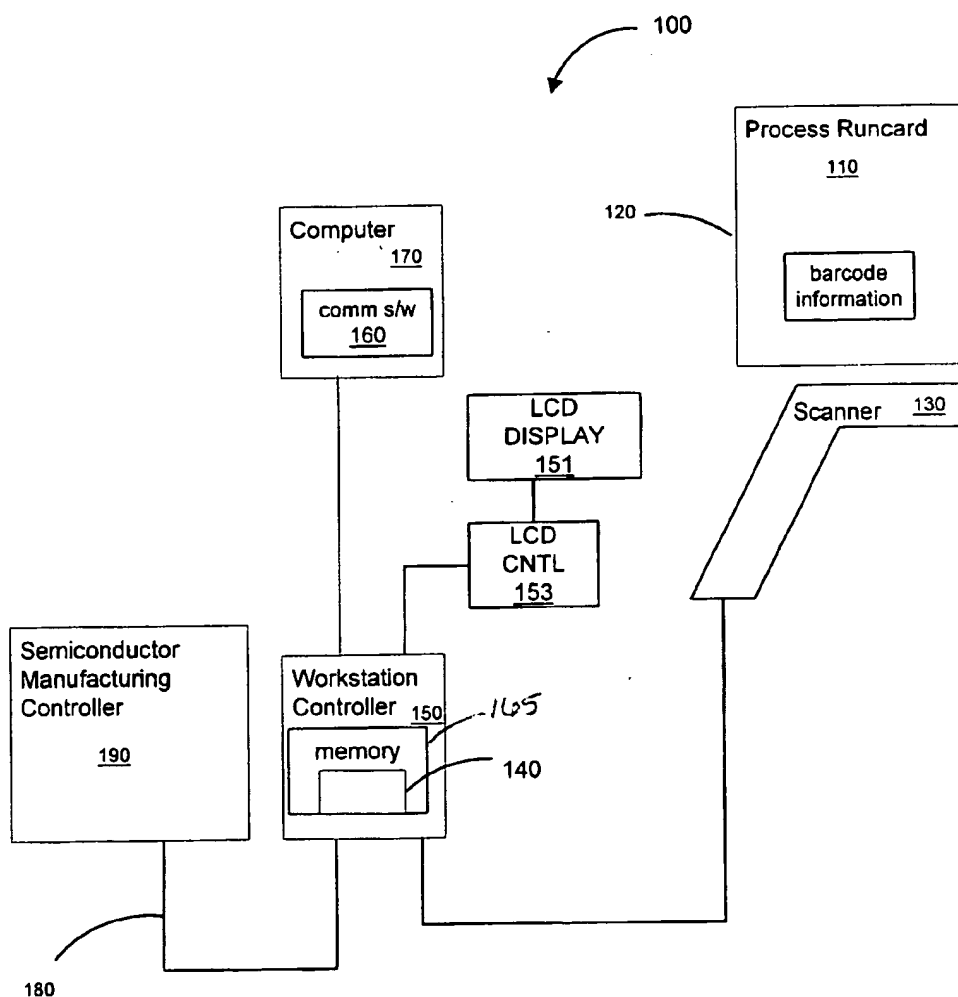 100
Process Runcard
110
120
barcode
information
Computer
170
comm s/w
160
Scanner 130
LCD
DISPLAY
151
LCD
CNTL
153
Semiconductor
Manufacturing
Controller
190
Workstation
Controller
150
165
memory
140
180